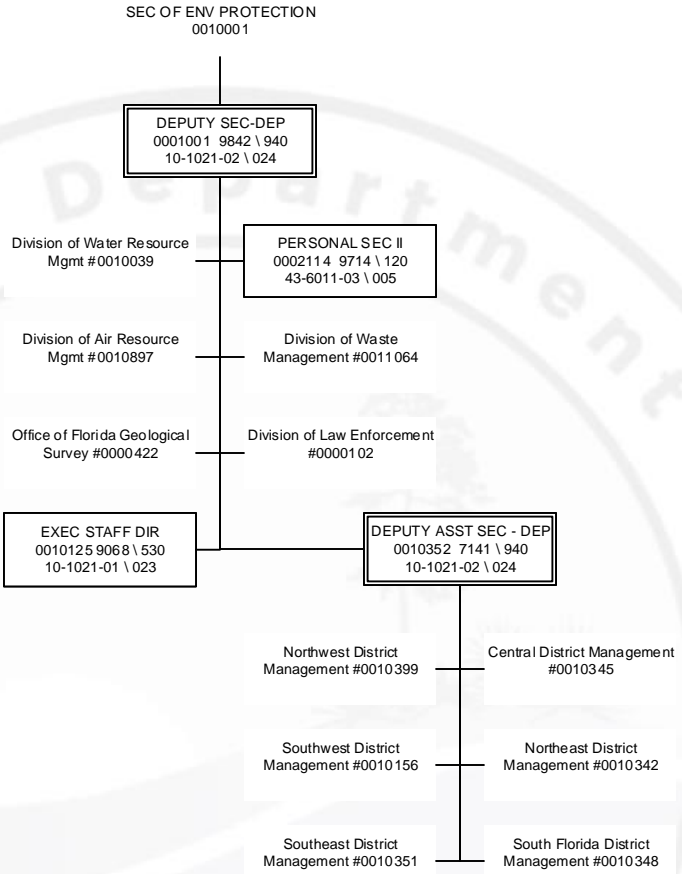 SEC OF ENV PROTECTION
0010001
DEPUTY SEC-DEP
0001001 9842 \ 940
10-1021-02 \ 024
Department
Division of Water Resource
Mgmt #0010039
PERSONAL SEC II
0002114 9714 \ 120
43-6011-03 \ 005
Division of Air Resource
Mgmt #0010897
Division of Waste
Management #0011064
Office of Florida Geological
Survey #0000422
Division of Law Enforcement
#0000102
EXEC STAFF DIR
0010125 9068 \ 530
10-1021-01 \ 023
DEPUTY ASST SEC - DEP
0010352 7141 \ 940
10-1021-02 \ 024
Northwest District
Management #0010399
Central District Management
#0010345
Southwest District
Management #0010156
Northeast District
Management #0010342
Southeast District
Management #0010351
South Florida District
Management #0010348